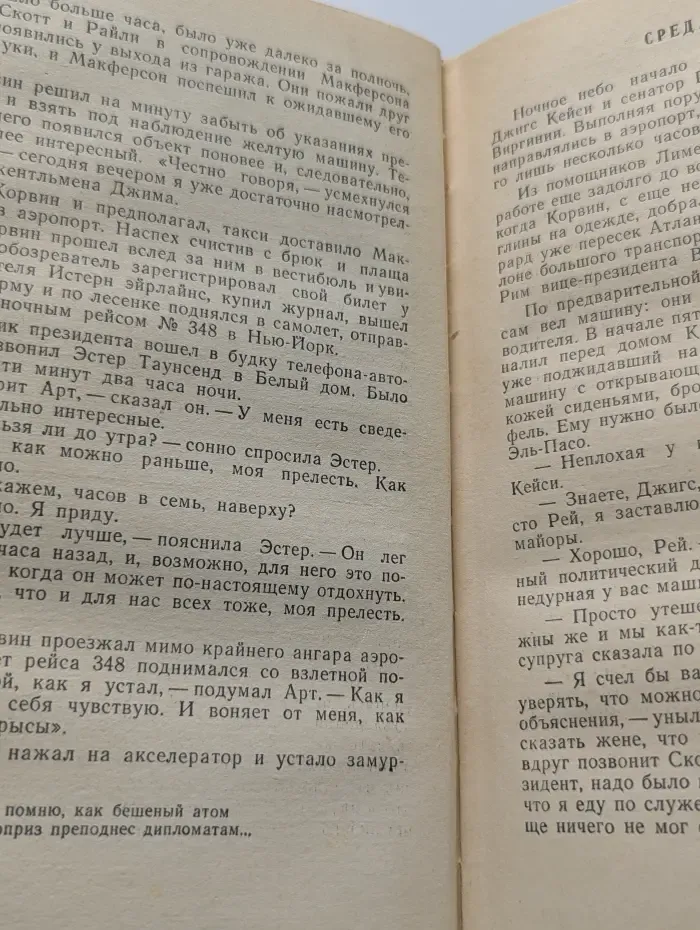 больше часа, было уже далеко за полночь,
Скотт и Райли в сопровождении Макферсона
появились у выхода из гаража. Они пожали друг
руки, и Макферсон поспешил к ожидавшему его
решил на минуту забыть об указаниях пре-
и взять под наблюдение желтую машину. Те-
него появился объект поновее и, следовательно,
лее интересный. «Честно говоря, — усмехнулся
— сегодня вечером я уже достаточно насмотрел-
жентльмена Джима.
Корвин и предполагал, такси доставило Мак-
в аэропорт. Наспех счистив с брюк и плаща
рвин прошел вслед за ним в вестибюль и уви-
обозреватель зарегистрировал свой билет у
теля Истерн эйрлайнс, купил журнал, вышел
рму и по лесенке поднялся в самолет, отправ-
ночным рейсом № 348 в Нью-Йорк.
ик президента вошел в будку телефона-авто-
звонил Эстер Таунсенд в Белый дом. Было
ти минут два часа ночи.
рит Арт, — сказал он. — У меня есть сведе-
льно интересные.
льзя ли до утра? — сонно спросила Эстер.
как можно раньше, моя прелесть. Как
но.
кажем, часов в семь, наверху?
но. Я приду.
удет лучше, — пояснила Эстер. — Он лег
часа назад, и, возможно, для него это по-
когда он может по-настоящему отдохнуть.
что и для нас всех тоже, моя прелесть.
вин проезжал мимо крайнего ангара аэро-
ет рейса 348 поднимался со взлетной по-
ой, как я устал, — подумал Арт. — Как я
себя чувствую. И воняет от меня, как
рысы».
нажал на акселератор и устало замур-
помню, как бешеный атом
рприз преподнес дипломатам...
СРЕД
Ночное небо начало
Джигс Кейси и сенатор
Виргинии. Выполняя пору
направлялись в аэропорт,
го лишь несколько часов
Из помощников Лиме
работе еще задолго до во
когда Корвин, с еще не
глины на одежде, добрал
рард уже пересек Атлан
лоне большого транспор
Рим вице-президента В
По предварительной
сам вел машину: они
водителя. В начале пят
налил перед домом К
уже поджидавший на
машину с открывающ
кожей сиденьями, бро
фель. Ему нужно было
Эль-Пасо.
— Неплохая у
Кейси.
— Знаете, Джигс,
сто Рей, я заставлю
майоры.
— Хорошо, Рей. —
ный политический д
недурная у вас маши
— Просто утеше
жны же и мы как-т
супруга сказала по
— Я счел бы ва
уверять, что можно
объяснения, — уныл
сказать жене, что
вдруг позвонит Ско
зидент, надо было
что я еду по служе
ще ничего не мог